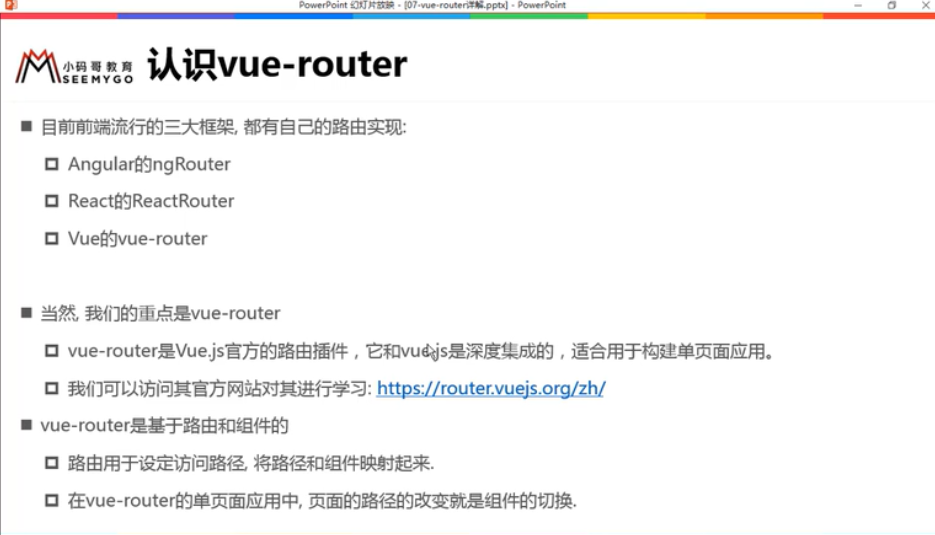 PowerPoint 幻灯片放映 - [07-vue-router详解.pptx] - PowerPoint
小码哥教育
SEEMYGO
认识vue-router
目前前端流行的三大框架, 都有自己的路由实现:
Angular的ngRouter
React的ReactRouter
Vue的vue-router
当然, 我们的重点是vue-router
vue-router是Vue.js官方的路由插件，它和vue.js是深度集成的，适合用于构建单页面应用。
我们可以访问其官方网站对其进行学习: https://router.vuejs.org/zh/
vue-router是基于路由和组件的
路由用于设定访问路径, 将路径和组件映射起来.
在vue-router的单页面应用中, 页面的路径的改变就是组件的切换.